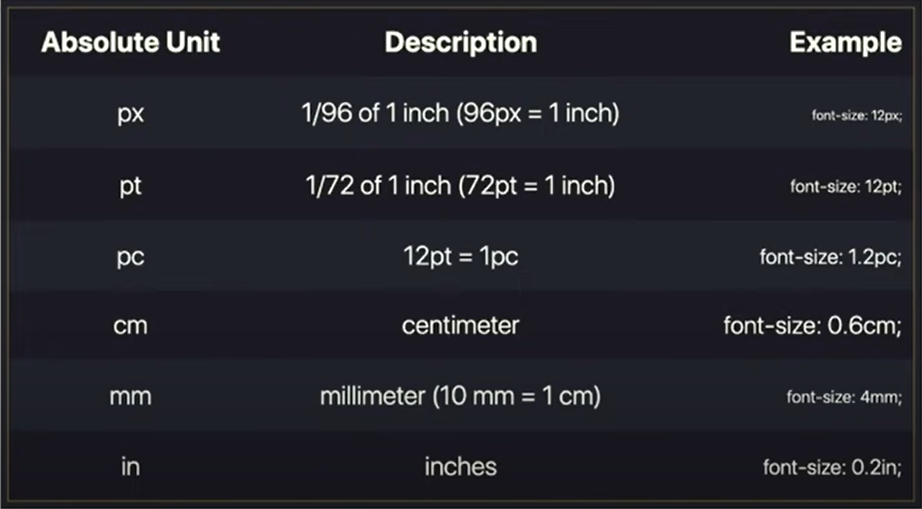 Absolute Unit Description Example
px 1/96 of 1 inch (96px = 1 inch) font-size: 12px;
pt 1/72 of 1 inch (72pt = 1 inch) font-size: 12pt;
pc 12pt = 1pc font-size: 1.2pc;
cm centimeter font-size: 0.6cm;
mm millimeter (10 mm = 1 cm) font-size: 4mm;
in inches font-size: 0.2in;